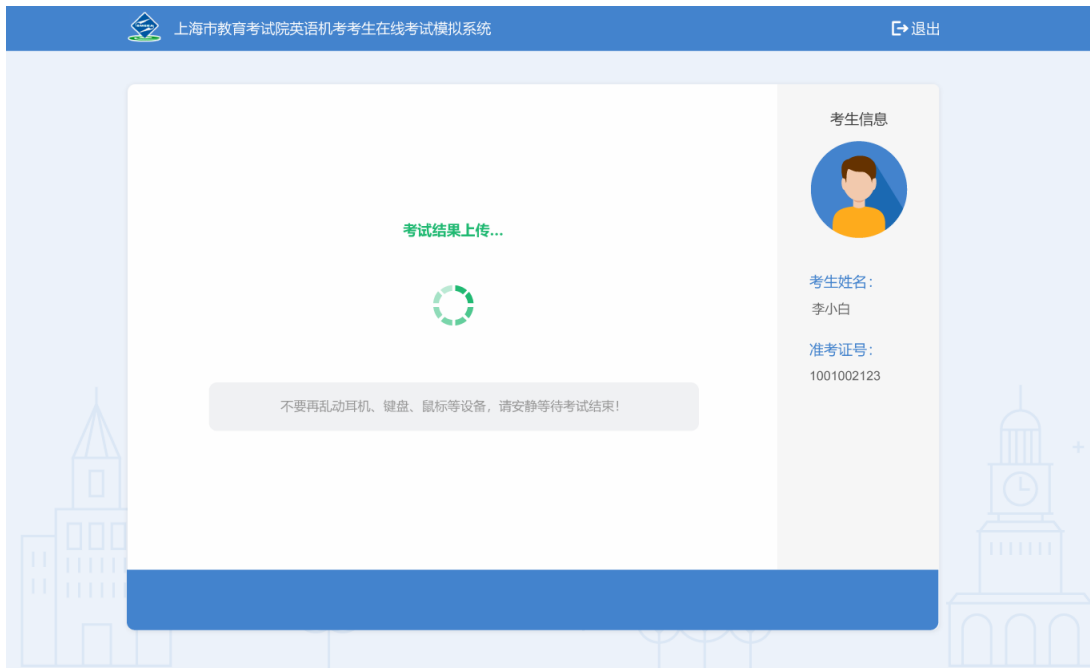 上海市教育考试院英语机考考生在线考试模拟系统
退出
考试结果上传...
不要再乱动耳机、键盘、鼠标等设备，请安静等待考试结束！
考生信息
考生姓名：
李小白
准考证号：
1001002123